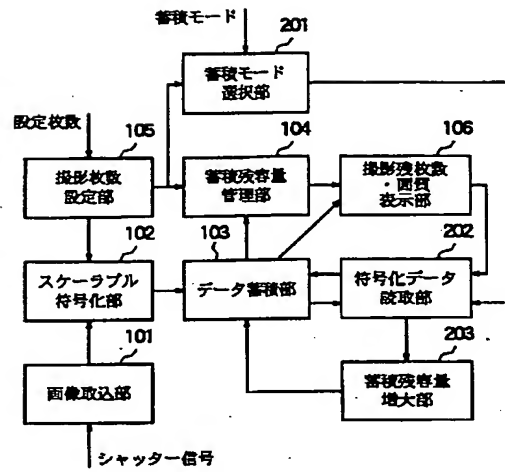 蓄積モード
201
蓄積モード
選択部
設定枚数
105
撮影枚数
設定部
104
蓄積残容量
管理部
106
撮影残枚数
・画質
表示部
102
スケーラブル
符号化部
103
データ蓄積部
202
符号化データ
読取部
101
画像取込部
203
蓄積残容量
増大部
シャッター信号